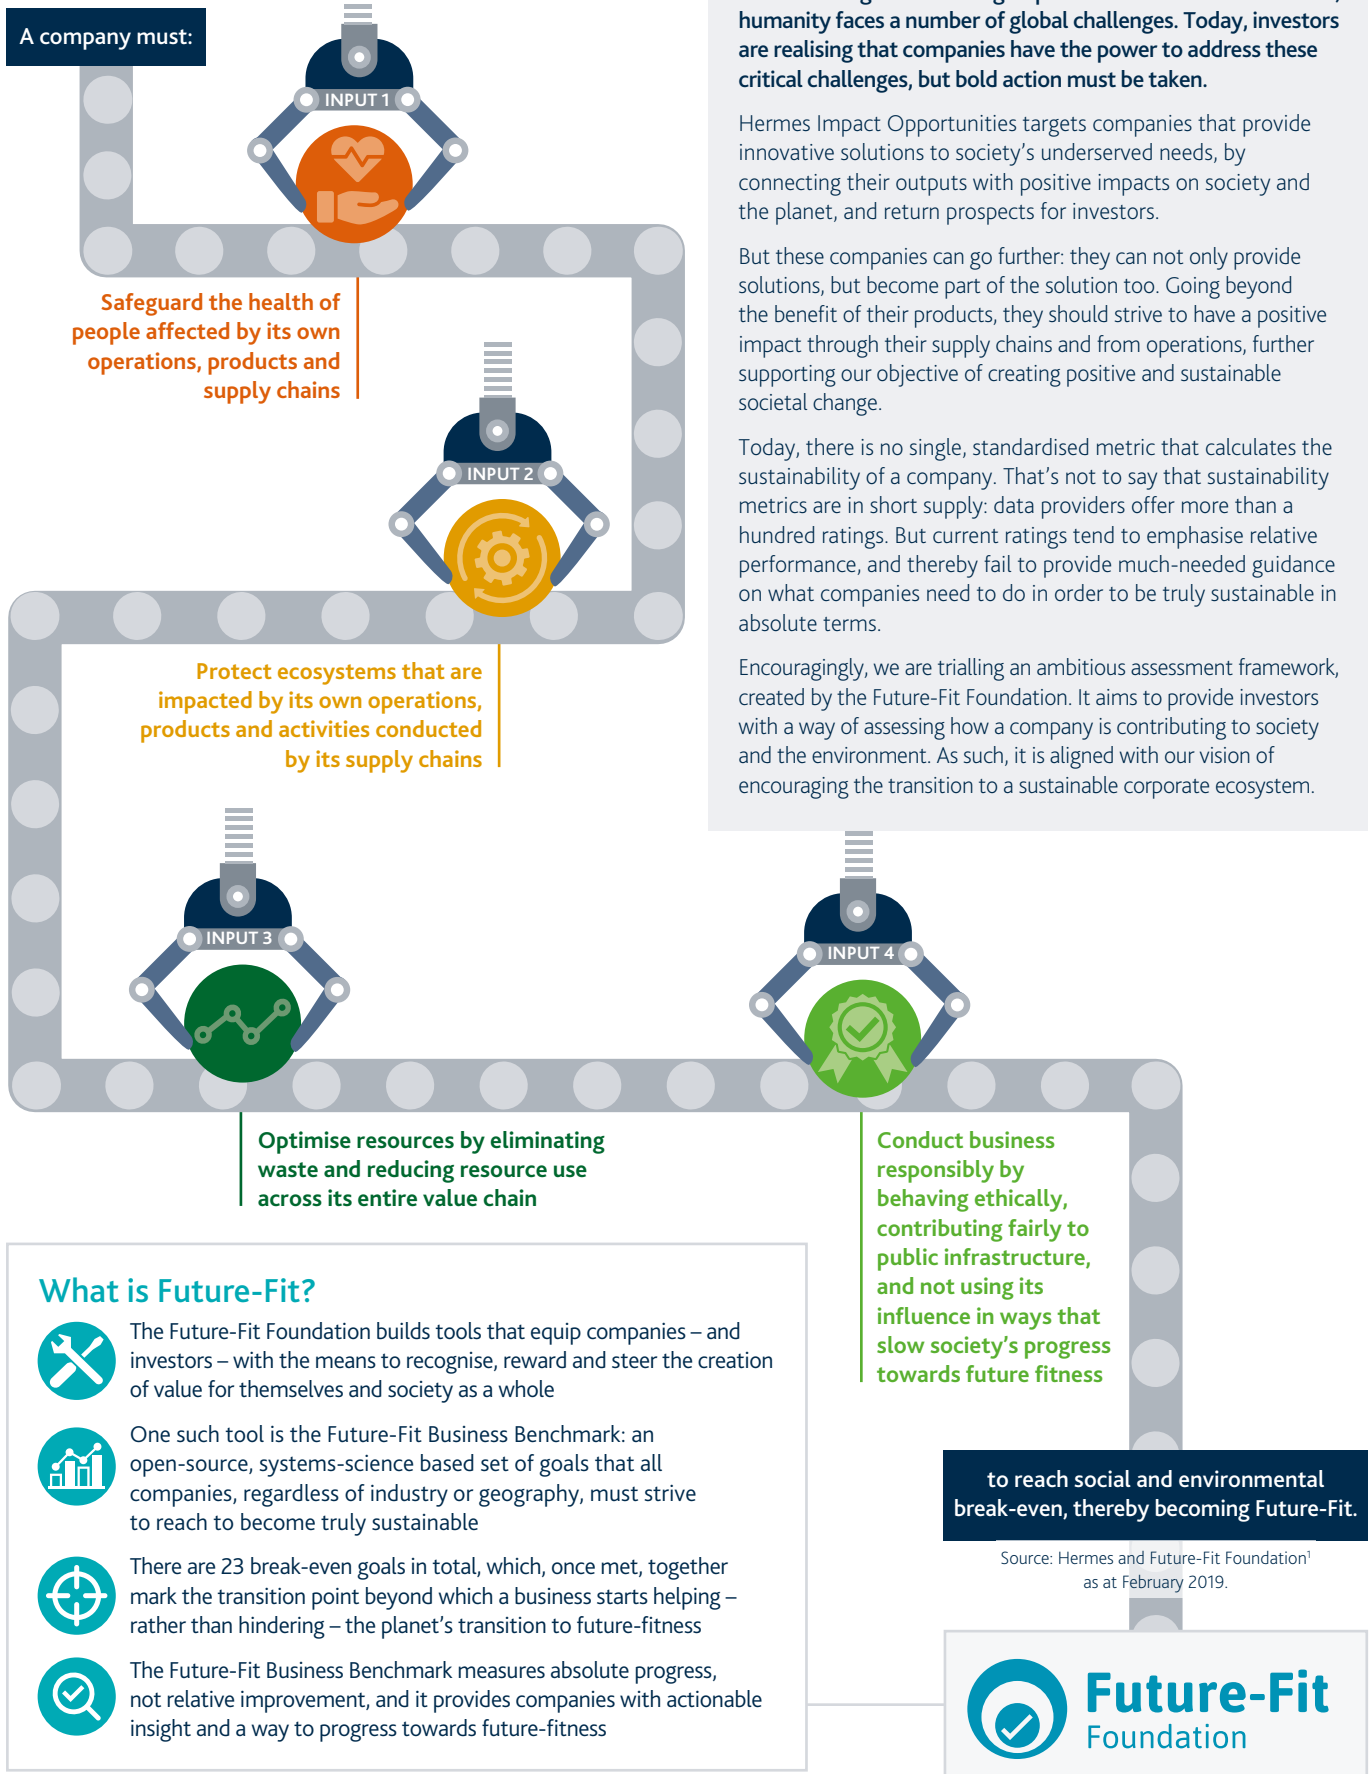 A company must:
INPUT 1
Safeguard the health of
people affected by its own
operations, products and
supply chains
INPUT 2
Protect ecosystems that are
impacted by its own operations,
products and activities conducted
by its supply chains
INPUT 3
Optimise resources by eliminating
waste and reducing resource use
across its entire value chain
INPUT 4
Conduct business
responsibly by
behaving ethically,
contributing fairly to
public infrastructure,
and not using its
influence in ways that
slow society's progress
towards future fitness
to reach social and environmental
break-even, thereby becoming Future-Fit.
Source: Hermes and Future-Fit Foundation¹
as at February 2019.
humanity faces a number of global challenges. Today, investors
are realising that companies have the power to address these
critical challenges, but bold action must be taken.
Hermes Impact Opportunities targets companies that provide
innovative solutions to society's underserved needs, by
connecting their outputs with positive impacts on society and
the planet, and return prospects for investors.
But these companies can go further: they can not only provide
solutions, but become part of the solution too. Going beyond
the benefit of their products, they should strive to have a positive
impact through their supply chains and from operations, further
supporting our objective of creating positive and sustainable
societal change.
Today, there is no single, standardised metric that calculates the
sustainability of a company. That's not to say that sustainability
metrics are in short supply: data providers offer more than a
hundred ratings. But current ratings tend to emphasise relative
performance, and thereby fail to provide much-needed guidance
on what companies need to do in order to be truly sustainable in
absolute terms.
Encouragingly, we are trialling an ambitious assessment framework,
created by the Future-Fit Foundation. It aims to provide investors
with a way of assessing how a company is contributing to society
and the environment. As such, it is aligned with our vision of
encouraging the transition to a sustainable corporate ecosystem.
What is Future-Fit?
The Future-Fit Foundation builds tools that equip companies – and
investors – with the means to recognise, reward and steer the creation
of value for themselves and society as a whole
One such tool is the Future-Fit Business Benchmark: an
open-source, systems-science based set of goals that all
companies, regardless of industry or geography, must strive
to reach to become truly sustainable
There are 23 break-even goals in total, which, once met, together
mark the transition point beyond which a business starts helping –
rather than hindering – the planet's transition to future-fitness
The Future-Fit Business Benchmark measures absolute progress,
not relative improvement, and it provides companies with actionable
insight and a way to progress towards future-fitness
Future-Fit
Foundation